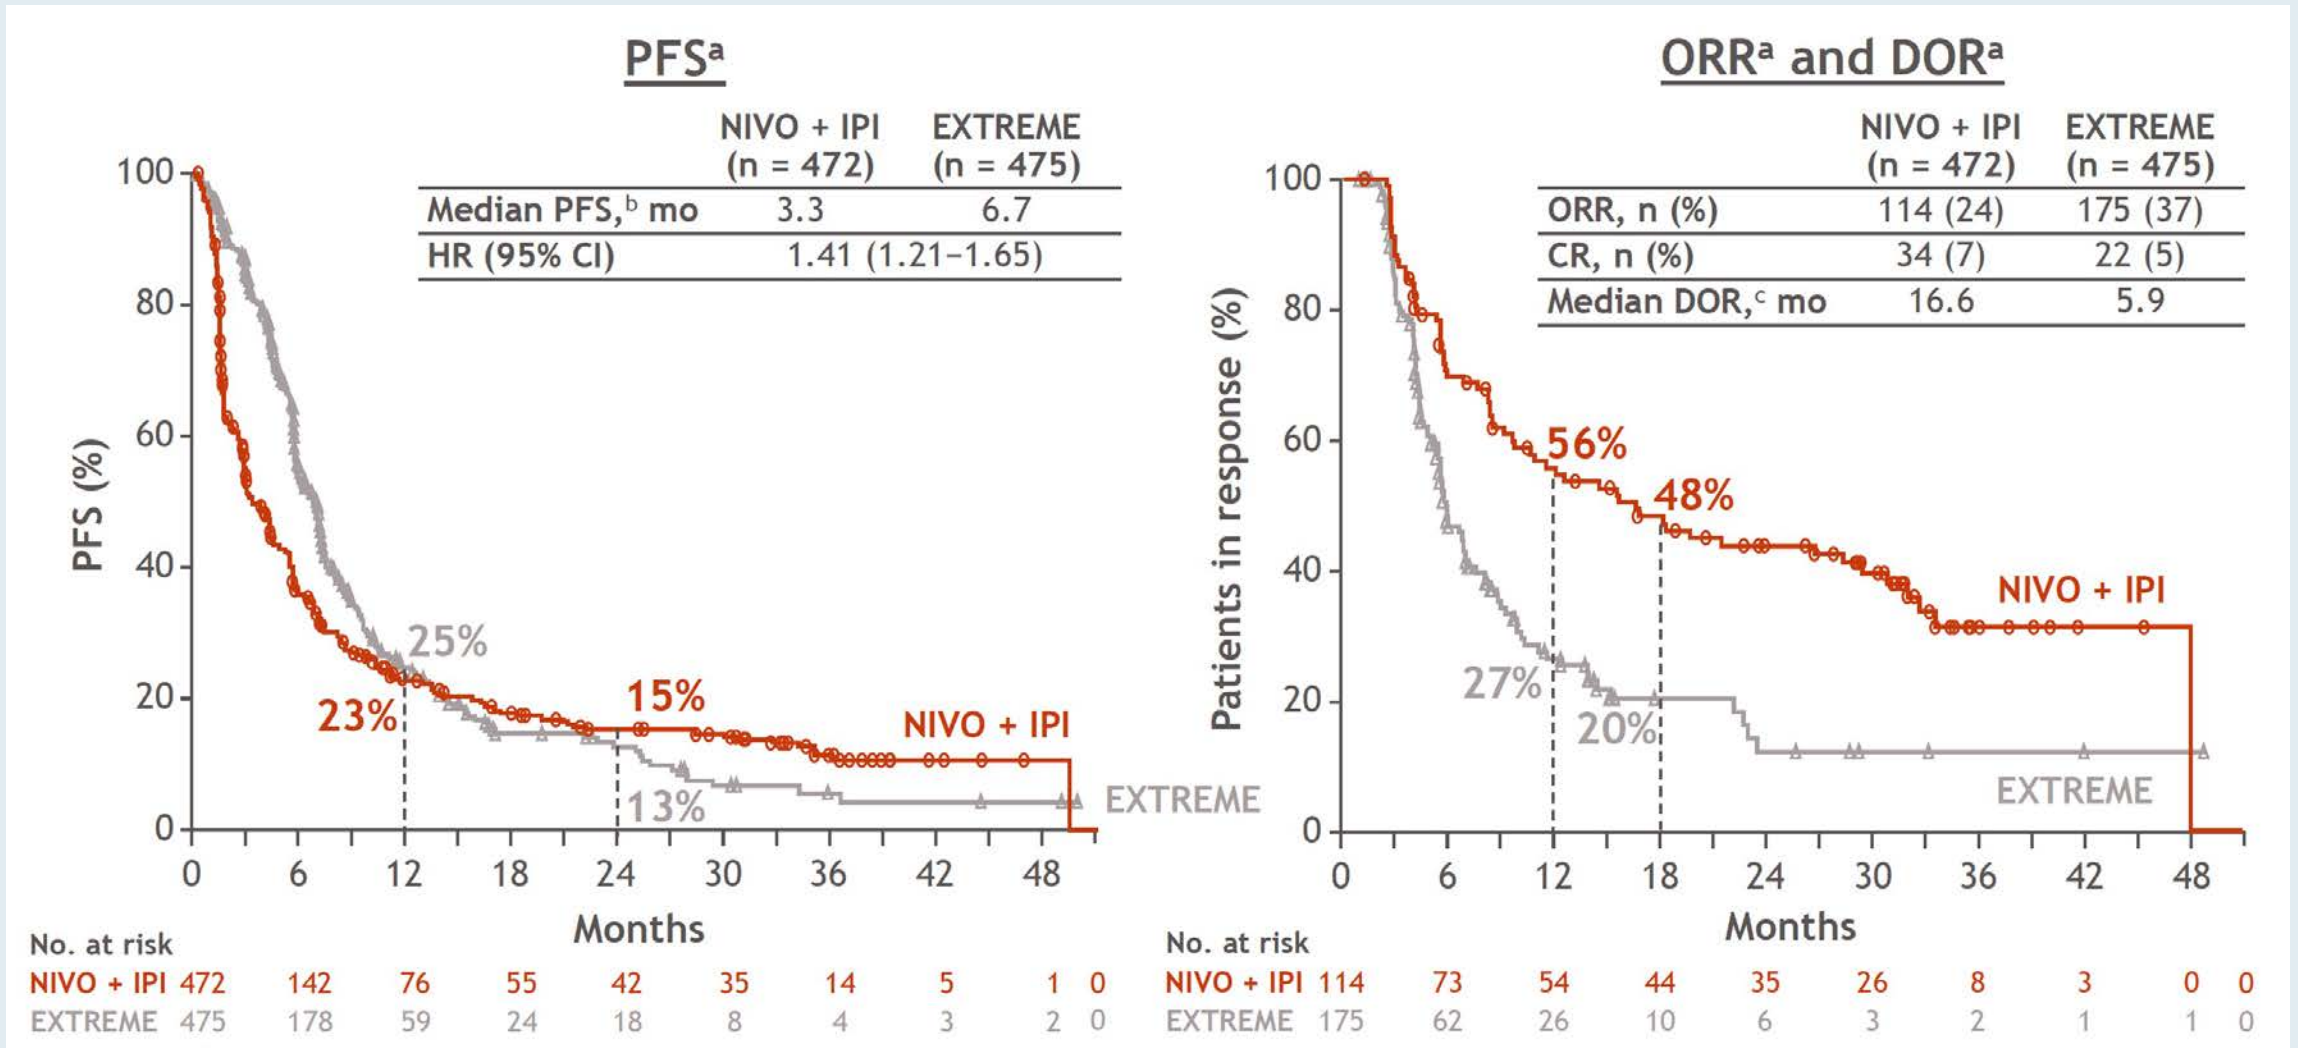 PFSa
NIVO + IPI EXTREME
(n = 472) (n = 475)
Median PFS,b mo 3.3 6.7
HR (95% CI) 1.41 (1.21–1.65)
PFS (%)
100
80
60
40
20
0
25%
23%
15%
13%
NIVO + IPI
EXTREME
0 6 12 18 24 30 36 42 48
Months
No. at risk
NIVO + IPI 472 142 76 55 42 35 14 5 1 0
EXTREME 475 178 59 24 18 8 4 3 2 0
ORRa and DORa
NIVO + IPI EXTREME
(n = 472) (n = 475)
ORR, n (%) 114 (24) 175 (37)
CR, n (%) 34 (7) 22 (5)
Median DOR,c mo 16.6 5.9
Patients in response (%)
100
80
60
40
20
0
56%
48%
27%
20%
NIVO + IPI
EXTREME
0 6 12 18 24 30 36 42 48
Months
No. at risk
NIVO + IPI 114 73 54 44 35 26 8 3 0 0
EXTREME 175 62 26 10 6 3 2 1 1 0